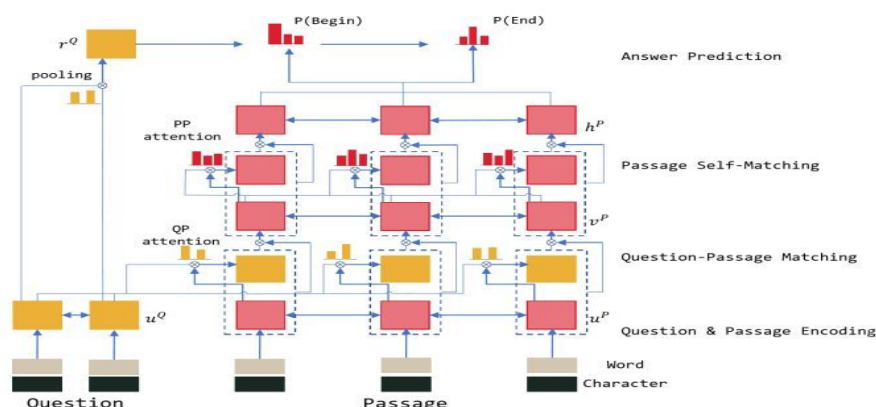 P(Begin)
P(End)
r^Q
Answer Prediction
pooling
PP
attention
h^P
Passage Self-Matching
v^P
QP
attention
Question-Passage Matching
u^Q
u^P
Question & Passage Encoding
Word
Character
Question
Passage